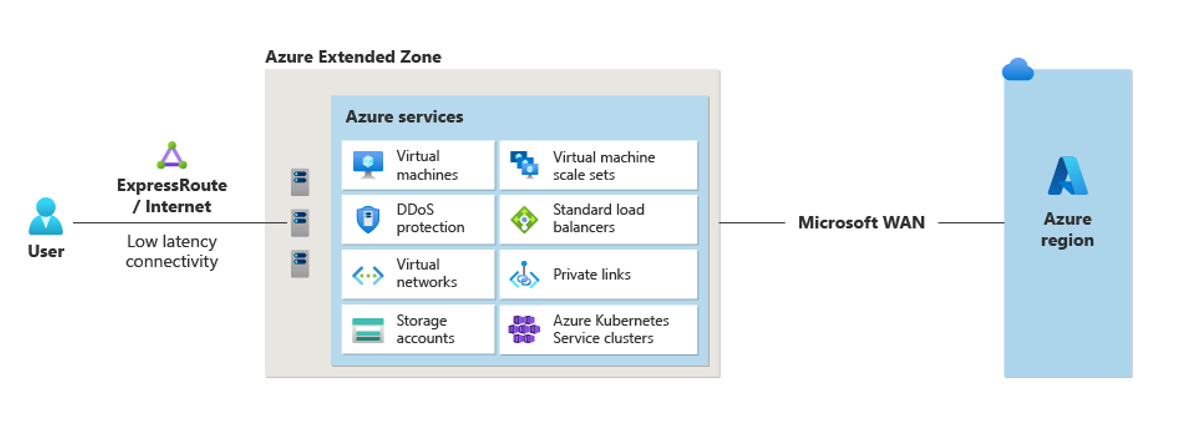 Azure Extended Zone
Azure services
Virtual
machines
Virtual machine
scale sets
ExpressRoute
/ Internet
DDoS
protection
Standard load
balancers
User
Low latency
connectivity
Microsoft WAN
Azure
region
Virtual
networks
Private links
Storage
accounts
Azure Kubernetes
Service clusters